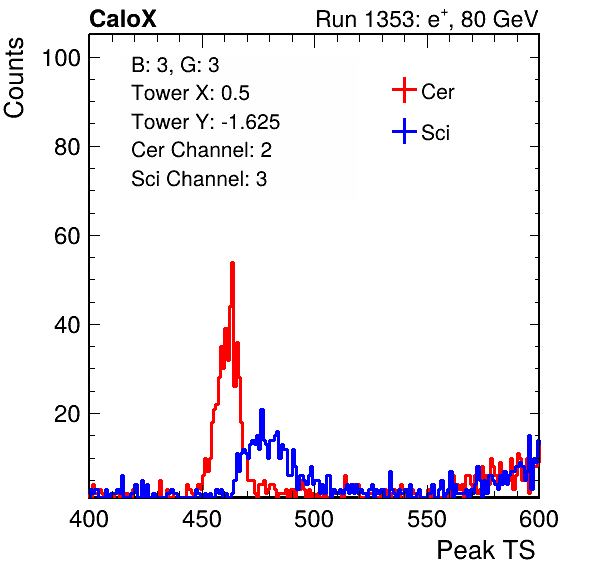 CaloX Run 1353: e⁺, 80 GeV
Counts
100
80
60
40
20
B: 3, G: 3
Tower X: 0.5
Tower Y: -1.625
Cer Channel: 2
Sci Channel: 3
Cer
Sci
400 450 500 550 600
Peak TS